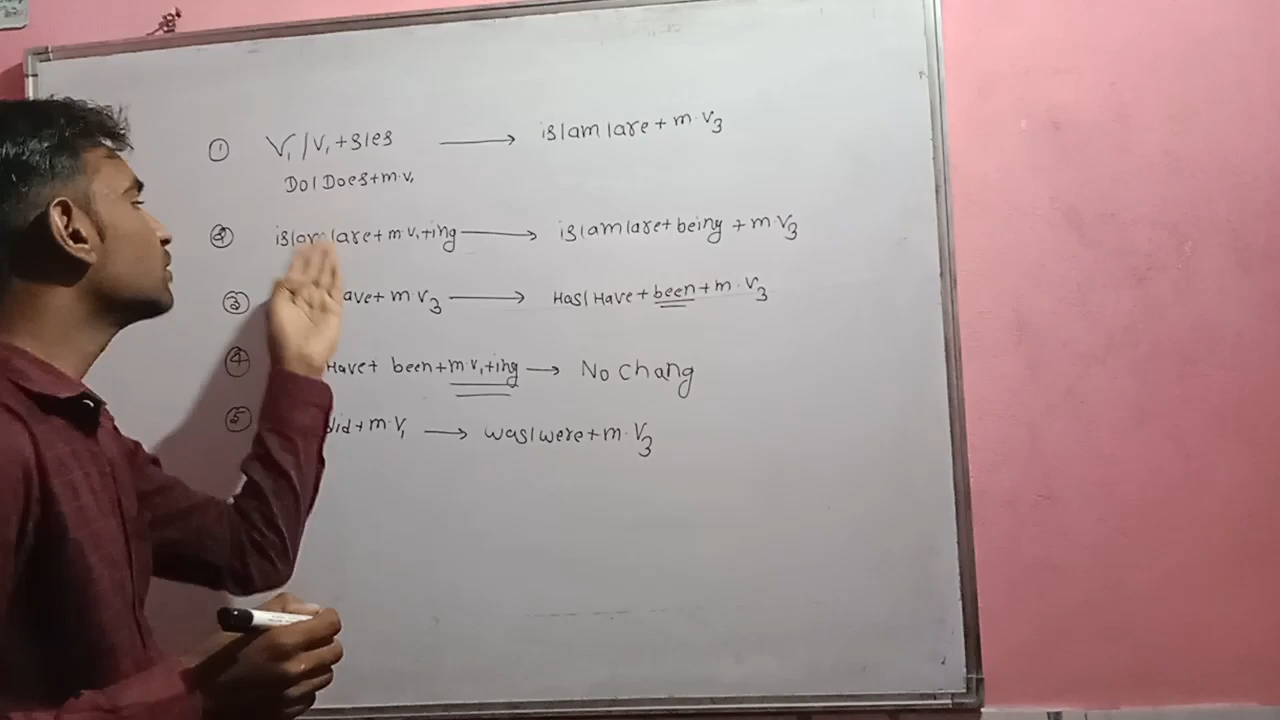 ① V₁/V₁+s/es → is/am/are + m.V₃
Do/Does+m.v₁
② is/am/are+m.v₁+ing → is/am/are+being + m.V₃
③ ave+ m.V₃ → Has/Have + been + m.V₃
④ Have+ been+m.v₁+ing → No Chang
⑤ did+m.V₁ → was/were+m.V₃